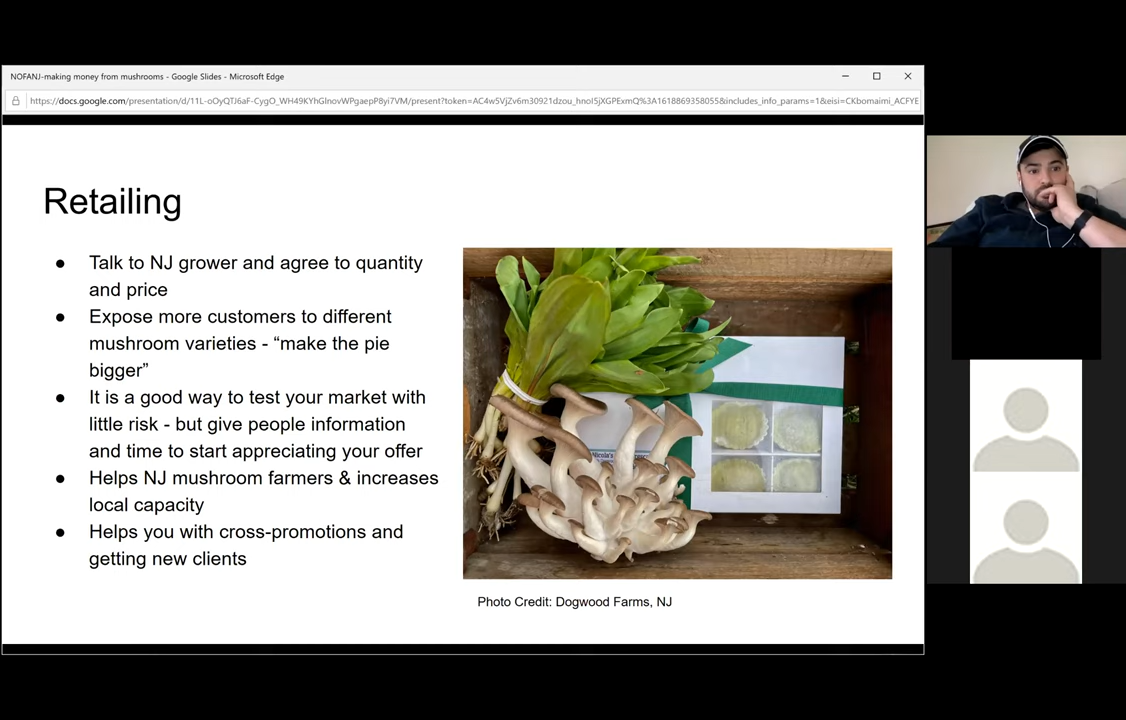 NOFANJ-making money from mushrooms - Google Slides - Microsoft Edge
Retailing
● Talk to NJ grower and agree to quantity
and price
● Expose more customers to different
mushroom varieties - “make the pie
bigger”
● It is a good way to test your market with
little risk - but give people information
and time to start appreciating your offer
● Helps NJ mushroom farmers & increases
local capacity
● Helps you with cross-promotions and
getting new clients
Nicola's
Photo Credit: Dogwood Farms, NJ